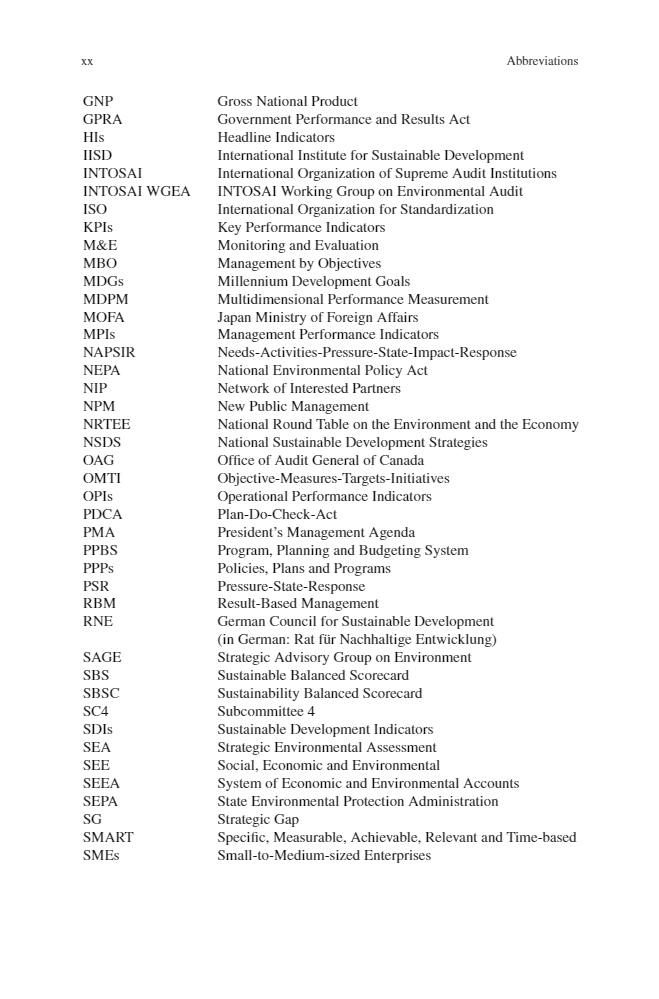 xx Abbreviations
GNP Gross National Product
GPRA Government Performance and Results Act
HIs Headline Indicators
IISD International Institute for Sustainable Development
INTOSAI International Organization of Supreme Audit Institutions
INTOSAI WGEA INTOSAI Working Group on Environmental Audit
ISO International Organization for Standardization
KPIs Key Performance Indicators
M&E Monitoring and Evaluation
MBO Management by Objectives
MDGs Millennium Development Goals
MDPM Multidimensional Performance Measurement
MOFA Japan Ministry of Foreign Affairs
MPIs Management Performance Indicators
NAPSIR Needs-Activities-Pressure-State-Impact-Response
NEPA National Environmental Policy Act
NIP Network of Interested Partners
NPM New Public Management
NRTEE National Round Table on the Environment and the Economy
NSDS National Sustainable Development Strategies
OAG Office of Audit General of Canada
OMTI Objective-Measures-Targets-Initiatives
OPIs Operational Performance Indicators
PDCA Plan-Do-Check-Act
PMA President’s Management Agenda
PPBS Program, Planning and Budgeting System
PPPs Policies, Plans and Programs
PSR Pressure-State-Response
RBM Result-Based Management
RNE German Council for Sustainable Development
(in German: Rat für Nachhaltige Entwicklung)
SAGE Strategic Advisory Group on Environment
SBS Sustainable Balanced Scorecard
SBSC Sustainability Balanced Scorecard
SC4 Subcommittee 4
SDIs Sustainable Development Indicators
SEA Strategic Environmental Assessment
SEE Social, Economic and Environmental
SEEA System of Economic and Environmental Accounts
SEPA State Environmental Protection Administration
SG Strategic Gap
SMART Specific, Measurable, Achievable, Relevant and Time-based
SMEs Small-to-Medium-sized Enterprises